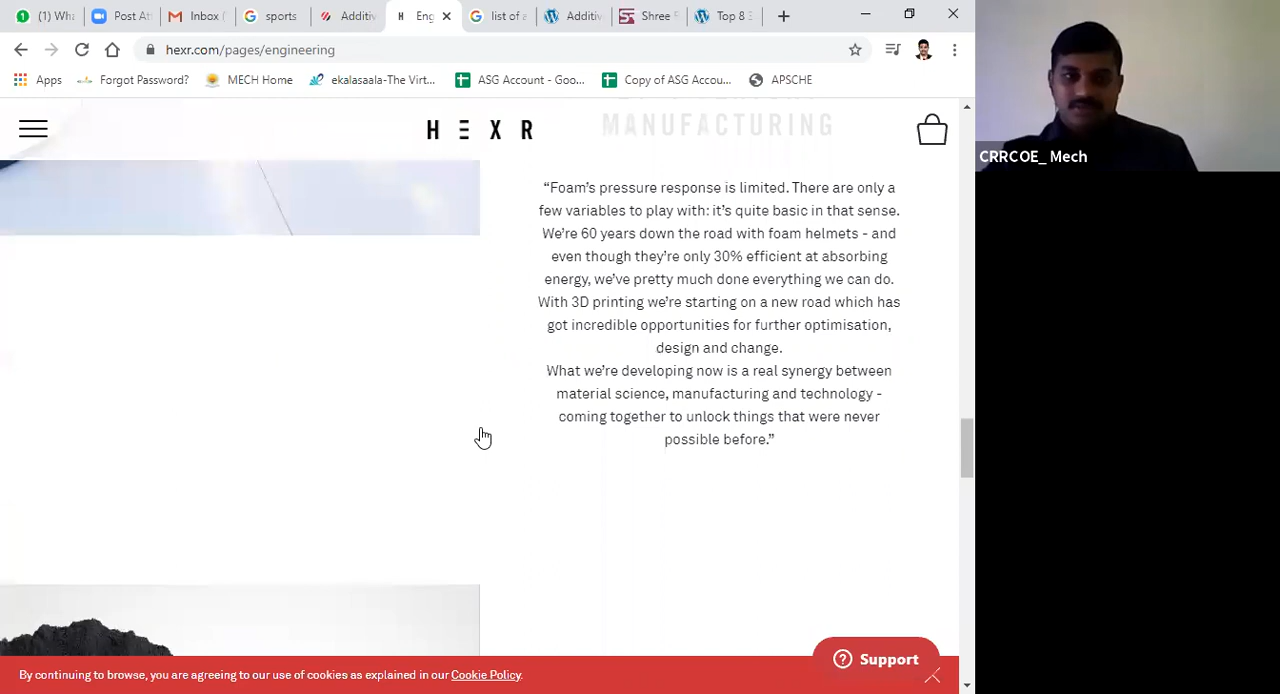 (1) Wha
Post At
Inbox (
sports
Additiv
H Eng
list of a
Additiv
Shree
Top 8
hexr.com/pages/engineering
Apps
Forgot Password?
MECH Home
ekalasaala-The Virt...
ASG Account - Goo...
Copy of ASG Accou...
APSCHE
HEXR
MANUFACTURING
CRRCOE_ Mech
“Foam’s pressure response is limited. There are only a
few variables to play with: it’s quite basic in that sense.
We’re 60 years down the road with foam helmets - and
even though they’re only 30% efficient at absorbing
energy, we’ve pretty much done everything we can do.
With 3D printing we’re starting on a new road which has
got incredible opportunities for further optimisation,
design and change.
What we’re developing now is a real synergy between
material science, manufacturing and technology -
coming together to unlock things that were never
possible before.”
Support
By continuing to browse, you are agreeing to our use of cookies as explained in our Cookie Policy.